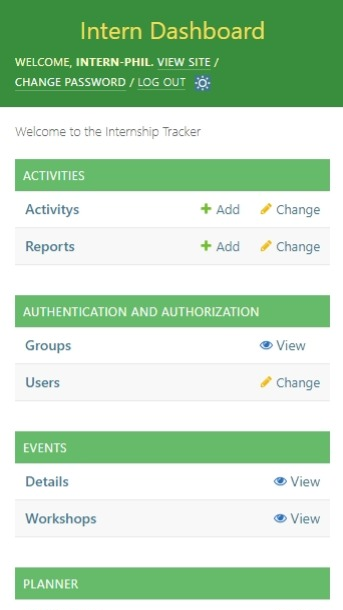 Intern Dashboard
WELCOME, INTERN-PHIL. VIEW SITE /
CHANGE PASSWORD / LOG OUT
Welcome to the Internship Tracker
ACTIVITIES
Activitys Add Change
Reports Add Change
AUTHENTICATION AND AUTHORIZATION
Groups View
Users Change
EVENTS
Details View
Workshops View
PLANNER